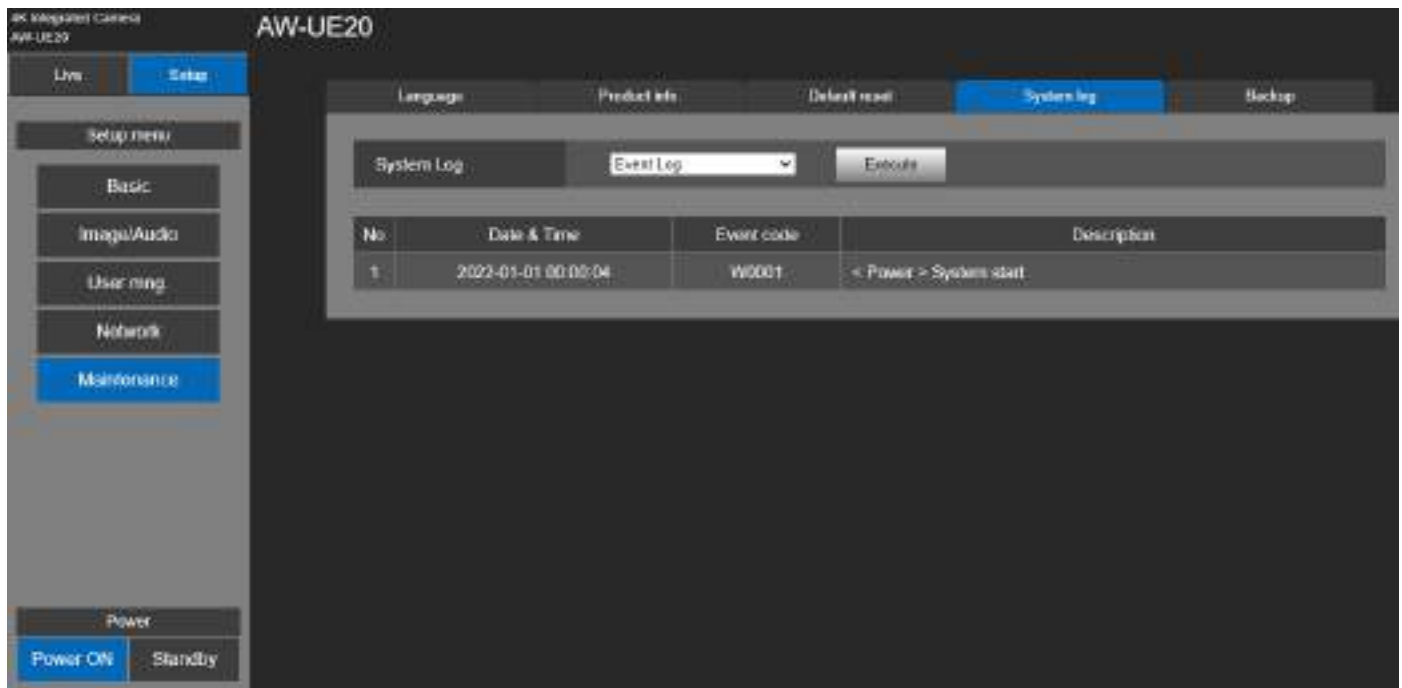 4K Integrated Camera
AW-UE20
AW-UE20
Live Setup
Language Product info Default reset System log Backup
Setup menu
System Log Event Log Execute
Basic
Image/Audio
No Date & Time Event code Description
1 2022-01-01 00:00:04 W0001 < Power > System start
User mng.
Network
Maintenance
Power
Power ON Standby